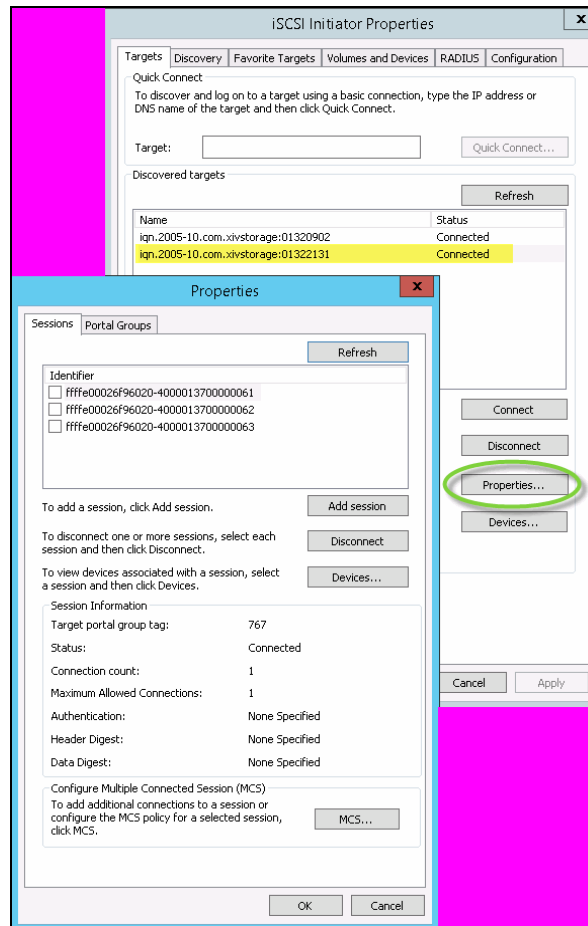 iSCSI Initiator Properties
x
Targets Discovery Favorite Targets Volumes and Devices RADIUS Configuration
Quick Connect
To discover and log on to a target using a basic connection, type the IP address or
DNS name of the target and then click Quick Connect.
Target:
Quick Connect...
Discovered targets
Refresh
Name Status
iqn.2005-10.com.xivstorage:01320902 Connected
iqn.2005-10.com.xivstorage:01322131 Connected
Connect
Disconnect
Properties...
Devices...
Cancel Apply
Properties
x
Sessions Portal Groups
Refresh
Identifier
ffffe00026f96020-4000013700000061
ffffe00026f96020-4000013700000062
ffffe00026f96020-4000013700000063
To add a session, click Add session.
Add session
To disconnect one or more sessions, select each
session and then click Disconnect.
Disconnect
To view devices associated with a session, select
a session and then click Devices.
Devices...
Session Information
Target portal group tag: 767
Status: Connected
Connection count: 1
Maximum Allowed Connections: 1
Authentication: None Specified
Header Digest: None Specified
Data Digest: None Specified
Configure Multiple Connected Session (MCS)
To add additional connections to a session or
configure the MCS policy for a selected session,
click MCS.
MCS...
OK Cancel